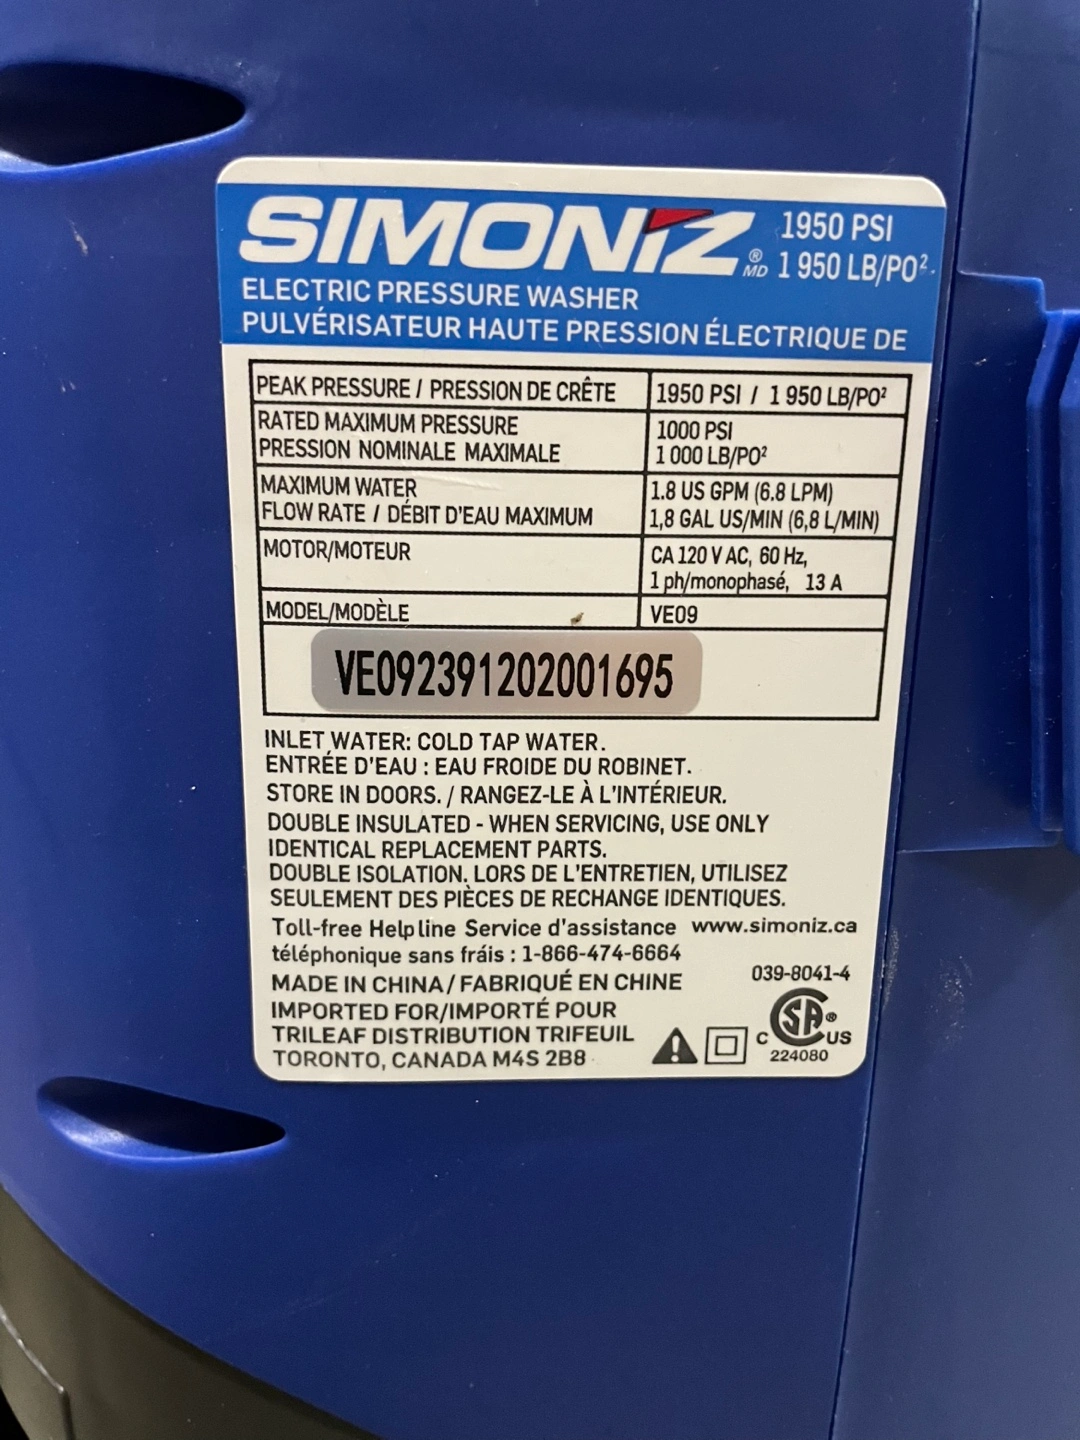 SIMONIZ ® MD 1950 PSI
1 950 LB/PO².
ELECTRIC PRESSURE WASHER
PULVÉRISATEUR HAUTE PRESSION ÉLECTRIQUE DE
PEAK PRESSURE / PRESSION DE CRÊTE 1950 PSI / 1 950 LB/PO²
RATED MAXIMUM PRESSURE 1000 PSI
PRESSION NOMINALE MAXIMALE 1 000 LB/PO²
MAXIMUM WATER 1.8 US GPM (6.8 LPM)
FLOW RATE / DÉBIT D'EAU MAXIMUM 1,8 GAL US/MIN (6,8 L/MIN)
MOTOR/MOTEUR CA 120 V AC, 60 Hz,
1 ph/monophasé, 13 A
MODEL/MODÈLE VE09
VE092391202001695
INLET WATER: COLD TAP WATER.
ENTRÉE D'EAU : EAU FROIDE DU ROBINET.
STORE IN DOORS. / RANGEZ-LE À L'INTÉRIEUR.
DOUBLE INSULATED - WHEN SERVICING, USE ONLY
IDENTICAL REPLACEMENT PARTS.
DOUBLE ISOLATION. LORS DE L'ENTRETIEN, UTILISEZ
SEULEMENT DES PIÈCES DE RECHANGE IDENTIQUES.
Toll-free Helpline Service d'assistance www.simoniz.ca
téléphonique sans fráis : 1-866-474-6664
MADE IN CHINA / FABRIQUÉ EN CHINE 039-8041-4
IMPORTED FOR/IMPORTÉ POUR
TRILEAF DISTRIBUTION TRIFEUIL
TORONTO, CANADA M4S 2B8
C SA ® US
224080